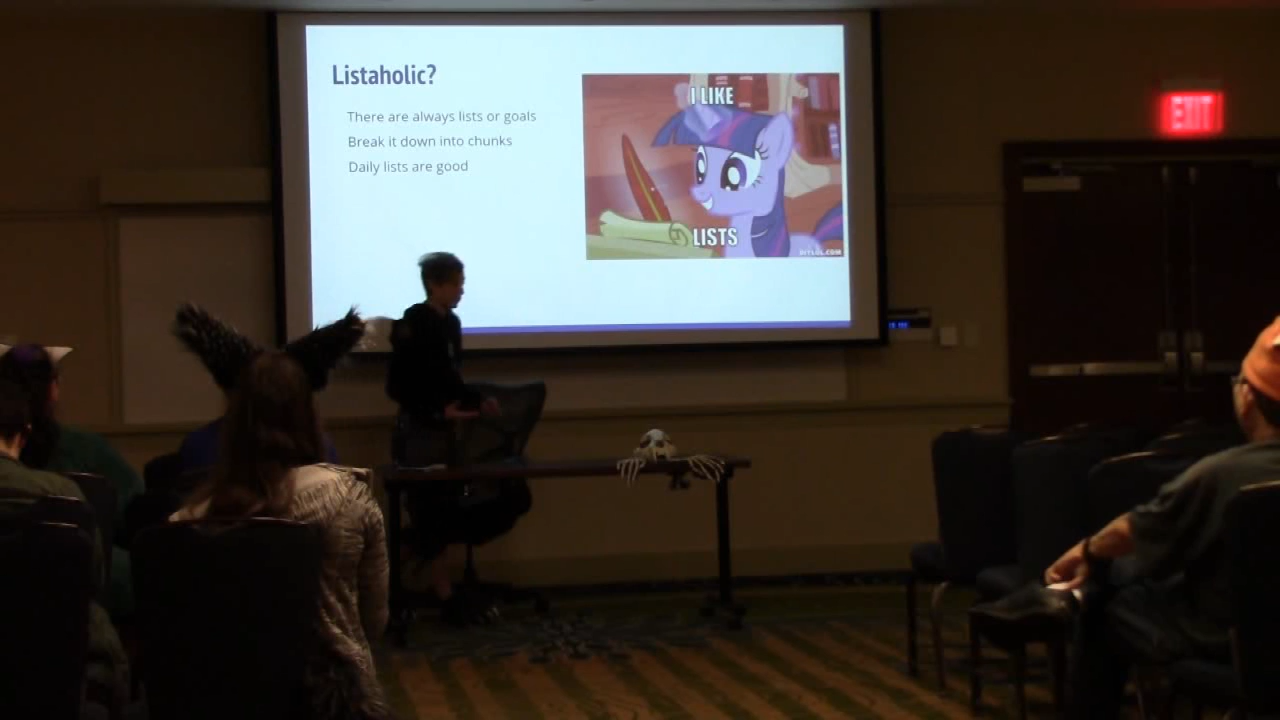 Listaholic?
There are always lists or goals
Break it down into chunks
Daily lists are good
I LIKE
LISTS
EXIT